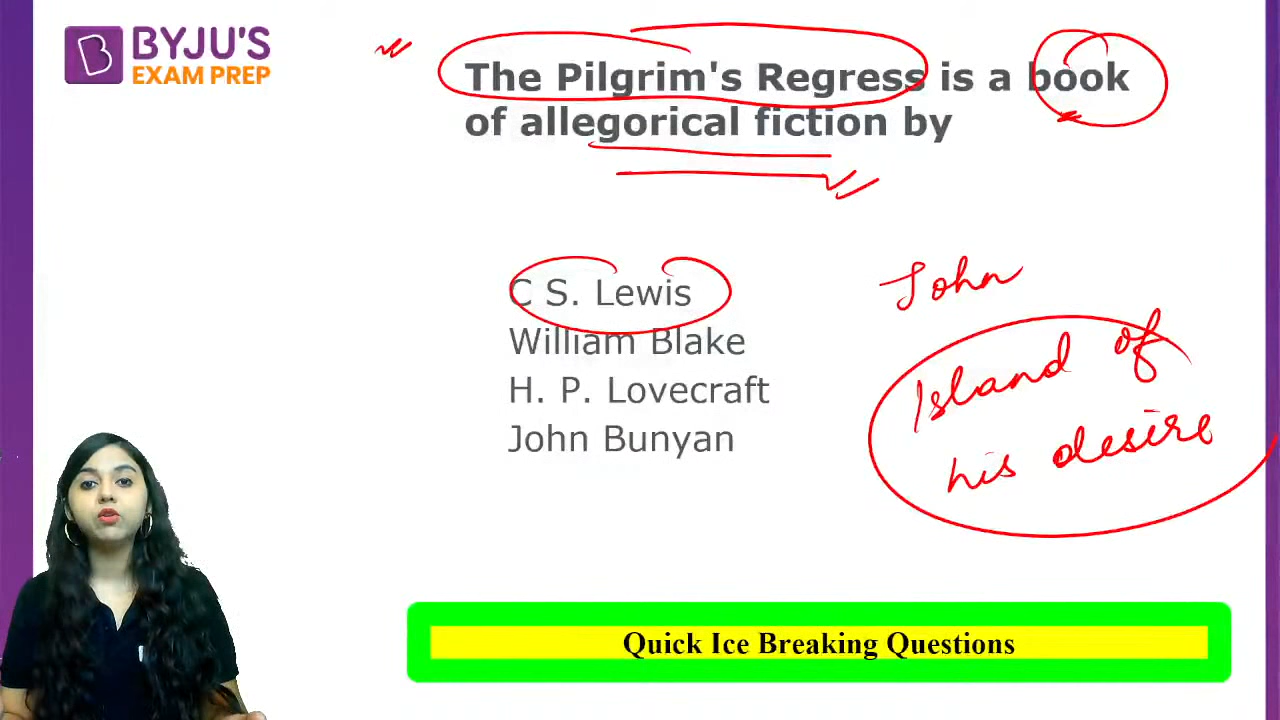 BYJU'S
EXAM PREP
The Pilgrim's Regress is a book
of allegorical fiction by
C S. Lewis
William Blake
H. P. Lovecraft
John Bunyan
John
Island of
his desire
Quick Ice Breaking Questions